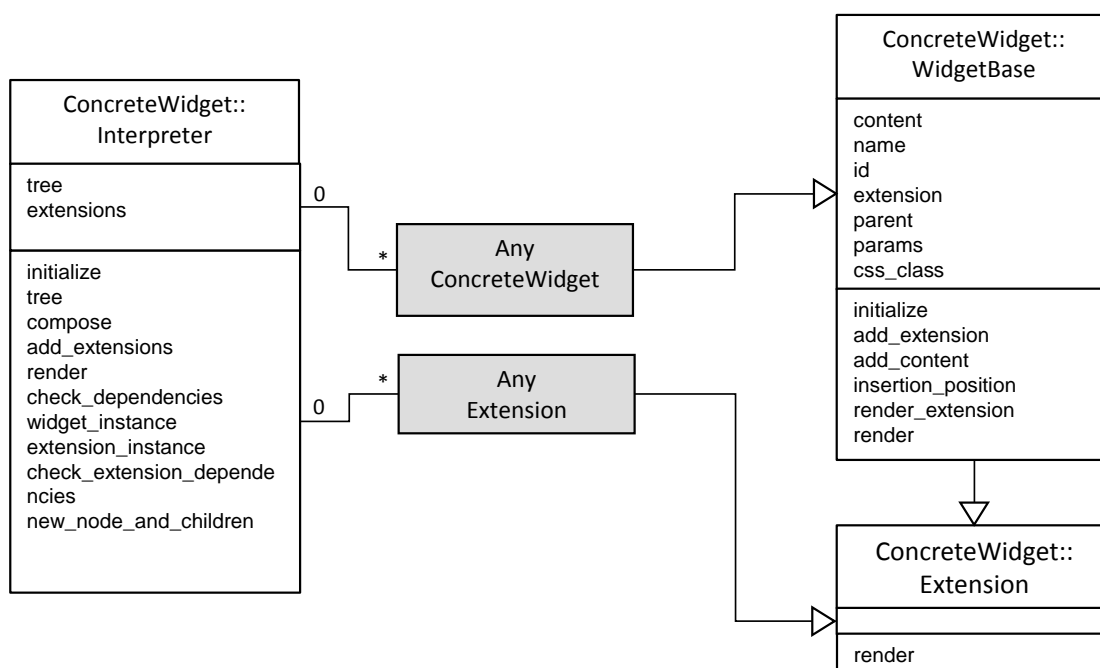 ConcreteWidget::
Interpreter
tree
extensions
initialize
tree
compose
add_extensions
render
check_dependencies
widget_instance
extension_instance
check_extension_depende
ncies
new_node_and_children
0
*
Any
ConcreteWidget
0
*
Any
Extension
ConcreteWidget::
WidgetBase
content
name
id
extension
parent
params
css_class
initialize
add_extension
add_content
insertion_position
render_extension
render
ConcreteWidget::
Extension
render